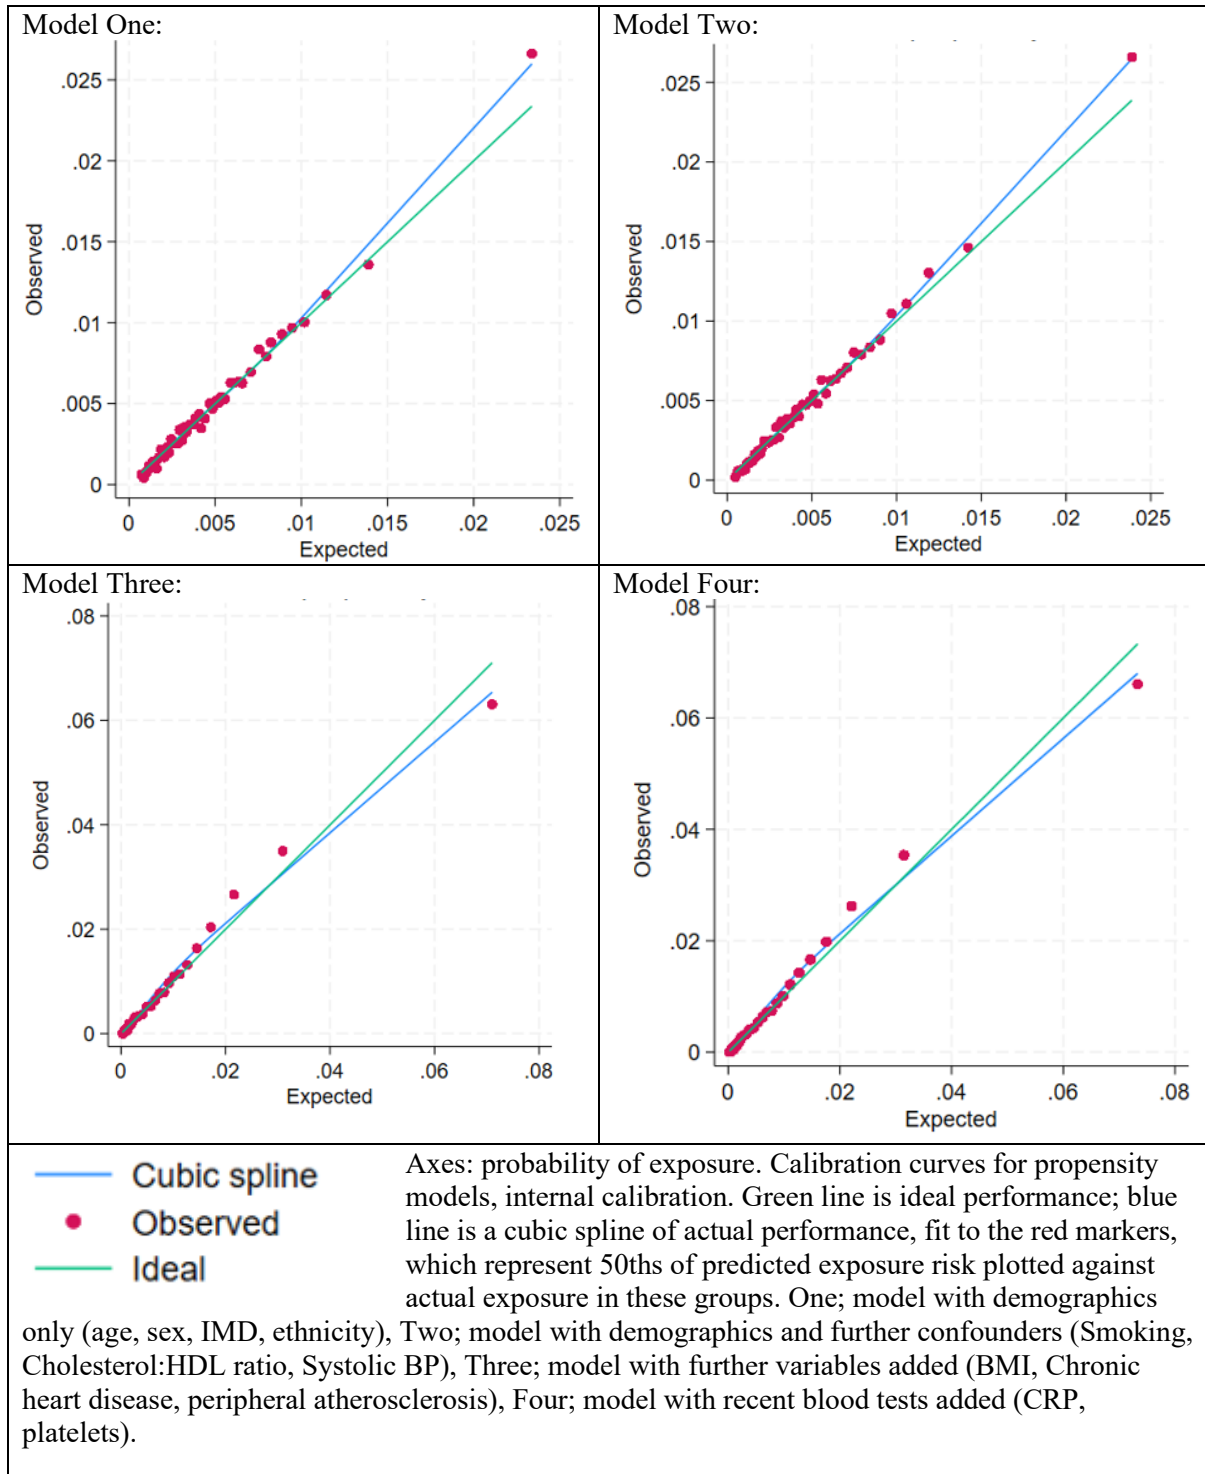 Model One:
Observed
.025
.02
.015
.01
.005
0
0 .005 .01 .015 .02 .025
Expected
Model Two:
Observed
.025
.02
.015
.01
.005
0
0 .005 .01 .015 .02 .025
Expected
Model Three:
Observed
.08
.06
.04
.02
0
0 .02 .04 .06 .08
Expected
Model Four:
Observed
.08
.06
.04
.02
0
0 .02 .04 .06 .08
Expected
Cubic spline
Observed
Ideal
Axes: probability of exposure. Calibration curves for propensity
models, internal calibration. Green line is ideal performance; blue
line is a cubic spline of actual performance, fit to the red markers,
which represent 50ths of predicted exposure risk plotted against
actual exposure in these groups. One; model with demographics
only (age, sex, IMD, ethnicity), Two; model with demographics and further confounders (Smoking,
Cholesterol:HDL ratio, Systolic BP), Three; model with further variables added (BMI, Chronic
heart disease, peripheral atherosclerosis), Four; model with recent blood tests added (CRP,
platelets).